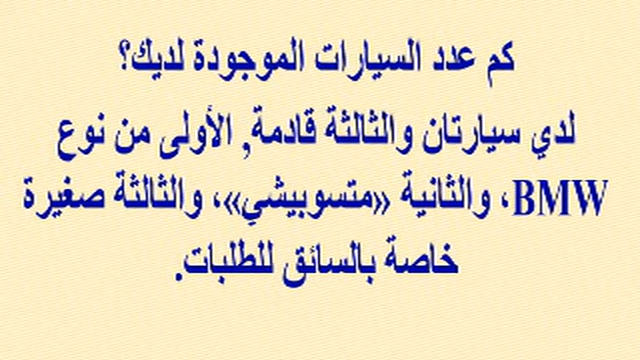 كم عدد السيارات الموجودة لديك؟
لدي سيارتان والثالثة قادمة, الأولى من نوع
BMW، والثانية «متسوبيشي»، والثالثة صغيرة
خاصة بالسائق للطلبات.